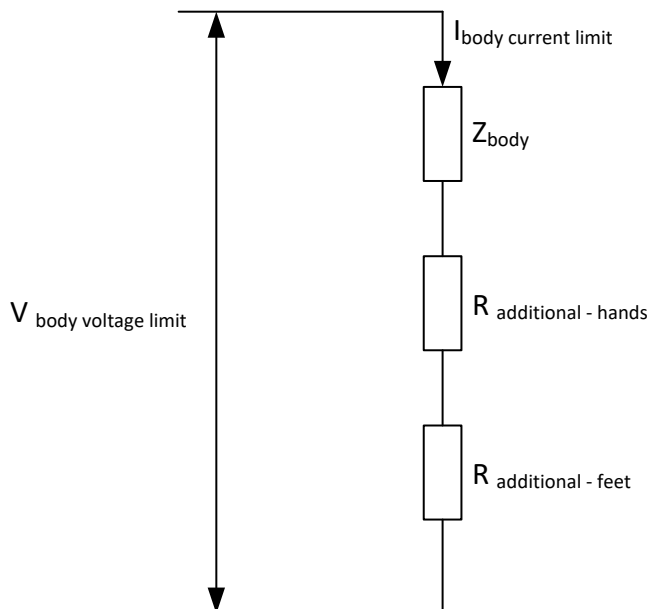 I body current limit
Z body
R additional - hands
V body voltage limit
R additional - feet